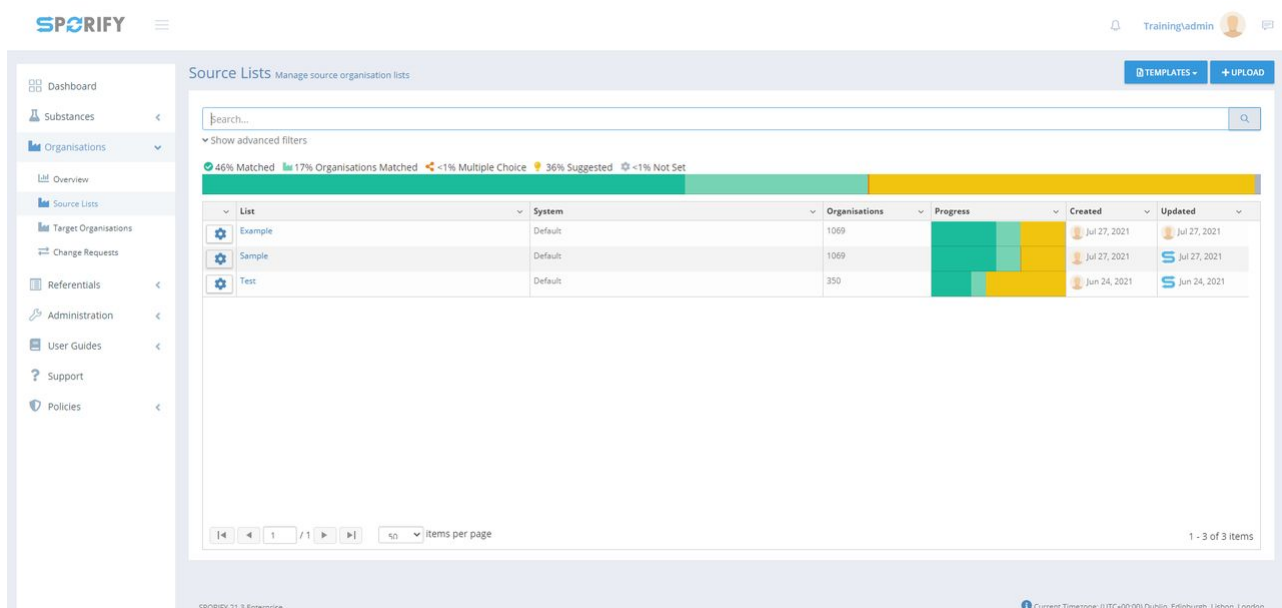 SPORIFY
Training\admin
Dashboard
Substances
Organisations
Overview
Source Lists
Target Organisations
Change Requests
Referentials
Administration
User Guides
Support
Policies
Source Lists Manage source organisation lists
TEMPLATES
+ UPLOAD
Search...
Show advanced filters
46% Matched 17% Organisations Matched <1% Multiple Choice 36% Suggested <1% Not Set
List System Organisations Progress Created Updated
Example Default 1069 Jul 27, 2021 Jul 27, 2021
Sample Default 1069 Jul 27, 2021 Jul 27, 2021
Test Default 350 Jun 24, 2021 Jun 24, 2021
1 / 1 50 items per page 1 - 3 of 3 items
SPORIFY 21.3 Enterprise Current Timezone: (UTC+00:00) Dublin, Edinburgh, Lisbon, London